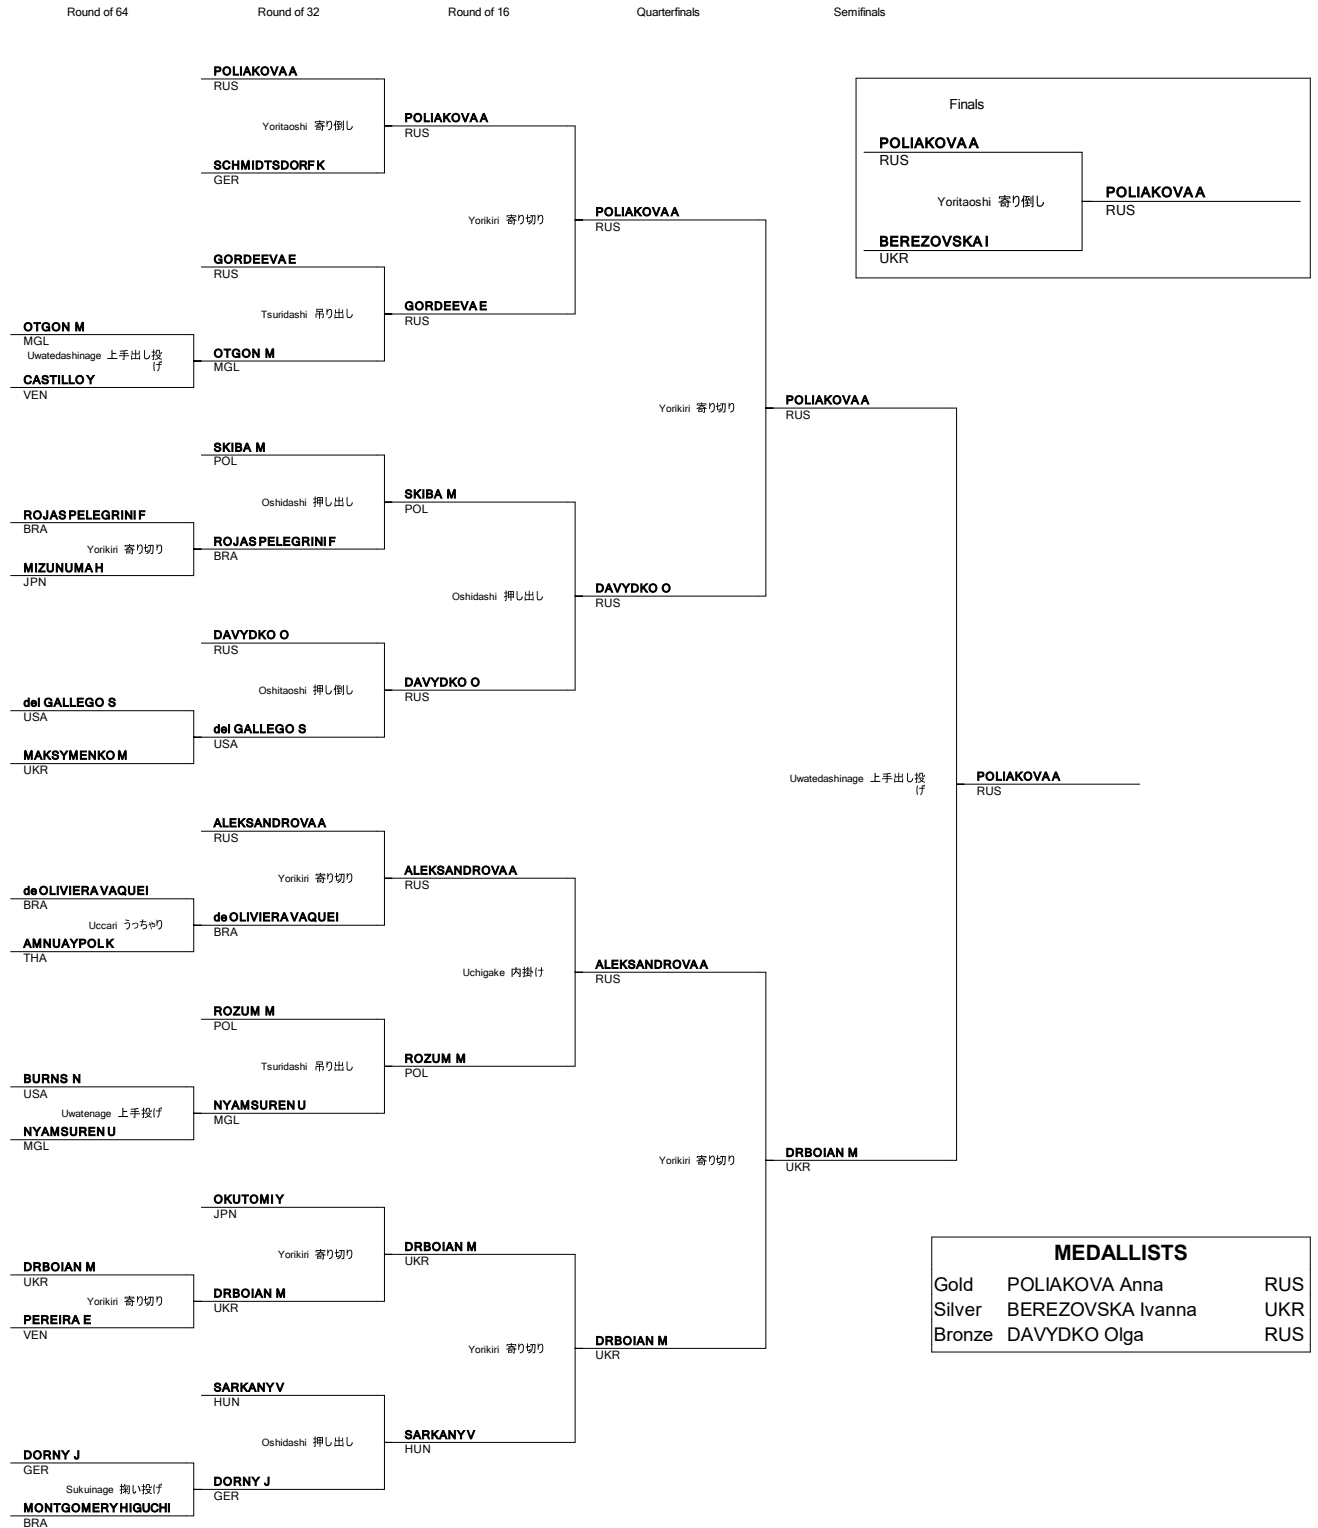 Round of 64 Round of 32 Round of 16 Quarterfinals Semifinals
POLIAKOVA A
RUS
Yoritaoshi 寄り倒し
POLIAKOVA A
RUS
SCHMIDTSDORF K
GER
Yorikiri 寄り切り
POLIAKOVA A
RUS
GORDEEVA E
RUS
Tsuridashi 吊り出し
GORDEEVA E
RUS
OTGON M
MGL
Uwatedashinage 上手出し投
げ
OTGON M
MGL
CASTILLO Y
VEN
Yorikiri 寄り切り
POLIAKOVA A
RUS
SKIBA M
POL
Oshidashi 押し出し
SKIBA M
POL
ROJAS PELEGRINI F
BRA
Yorikiri 寄り切り
ROJAS PELEGRINI F
BRA
MIZUNUMA H
JPN
Oshidashi 押し出し
DAVYDKO O
RUS
DAVYDKO O
RUS
Oshitaoshi 押し倒し
DAVYDKO O
RUS
del GALLEGO S
USA
del GALLEGO S
USA
MAKSYMENKO M
UKR
Uwatedashinage 上手出し投
げ
POLIAKOVA A
RUS
ALEKSANDROVA A
RUS
Yorikiri 寄り切り
ALEKSANDROVA A
RUS
de OLIVIERA VAQUEI
BRA
Uccari うっちゃり
de OLIVIERA VAQUEI
BRA
AMNUAYPOL K
THA
Uchigake 内掛け
ALEKSANDROVA A
RUS
ROZUM M
POL
Tsuridashi 吊り出し
ROZUM M
POL
BURNS N
USA
Uwatenage 上手投げ
NYAMSUREN U
MGL
NYAMSUREN U
MGL
Yorikiri 寄り切り
DRBOIAN M
UKR
OKUTOMI Y
JPN
Yorikiri 寄り切り
DRBOIAN M
UKR
DRBOIAN M
UKR
Yorikiri 寄り切り
DRBOIAN M
UKR
PEREIRA E
VEN
Yorikiri 寄り切り
DRBOIAN M
UKR
SARKANY V
HUN
Oshidashi 押し出し
SARKANY V
HUN
DORNY J
GER
Sukuinage 掬い投げ
DORNY J
GER
MONTGOMERY HIGUCHI
BRA
Finals
POLIAKOVA A
RUS
Yoritaoshi 寄り倒し
POLIAKOVA A
RUS
BEREZOVSKA I
UKR
MEDALLISTS
Gold POLIAKOVA Anna RUS
Silver BEREZOVSKA Ivanna UKR
Bronze DAVYDKO Olga RUS